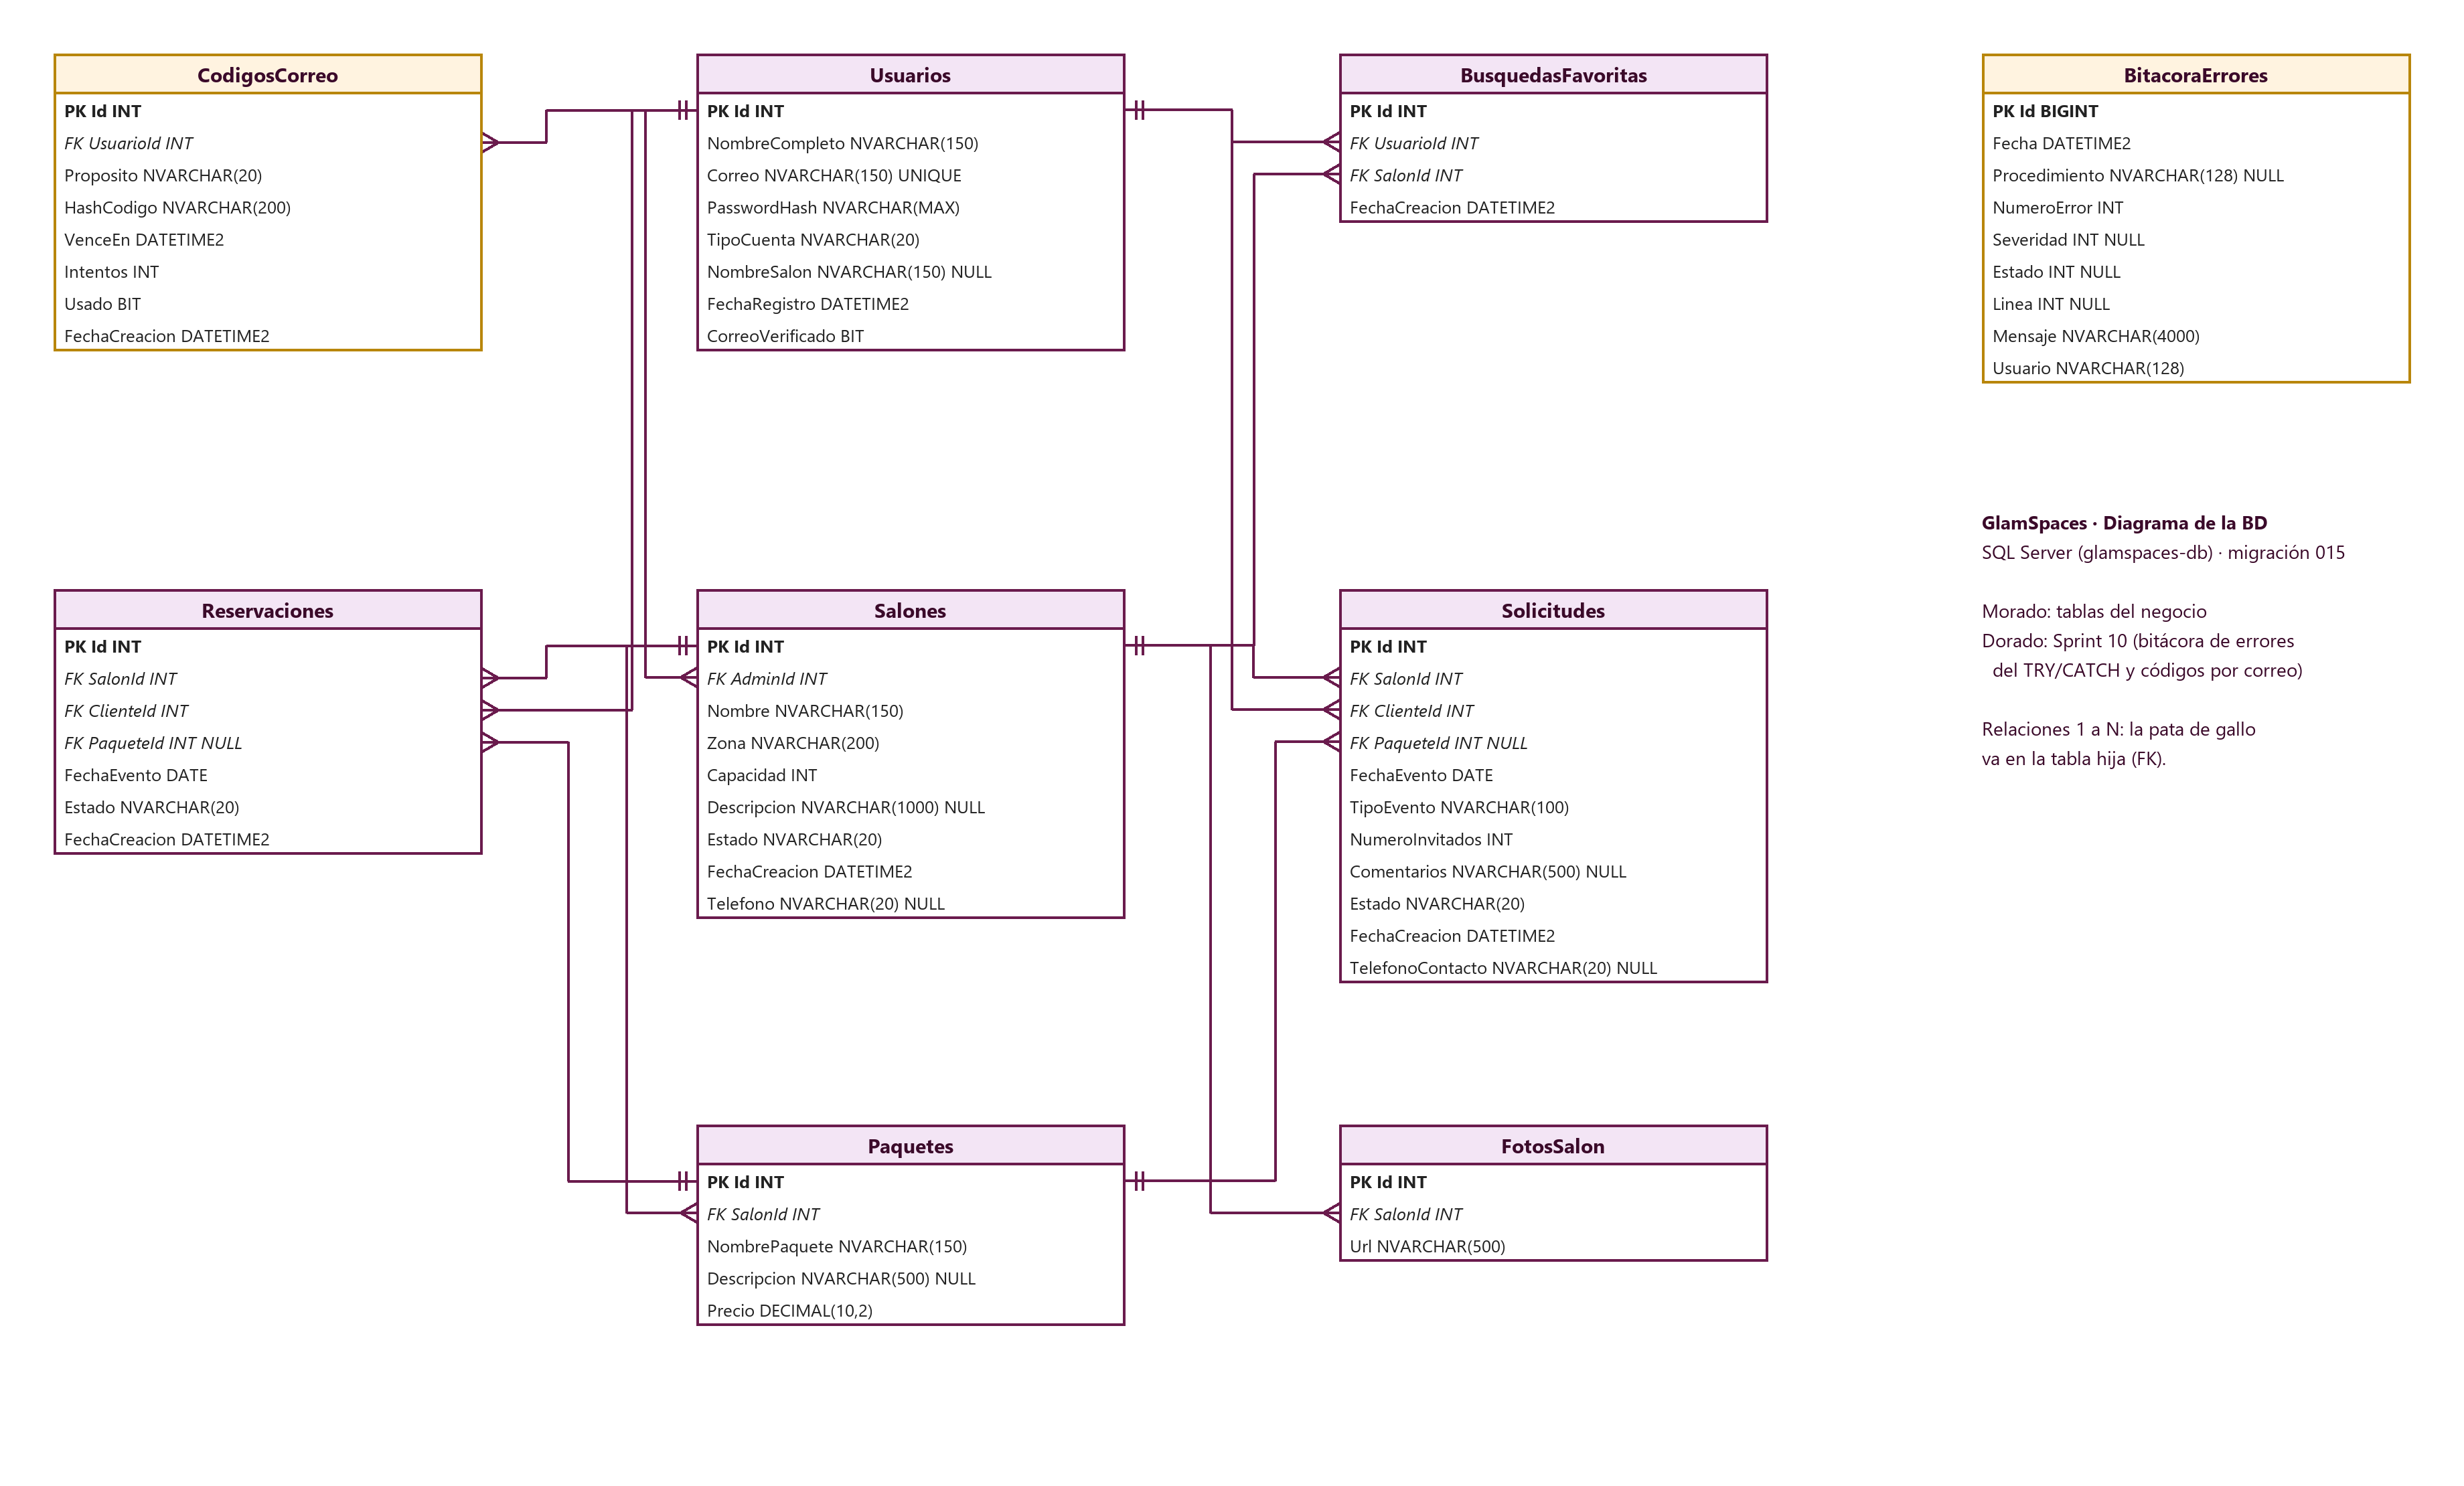 CodigosCorreo
PK Id INT
FK UsuarioId INT
Proposito NVARCHAR(20)
HashCodigo NVARCHAR(200)
VenceEn DATETIME2
Intentos INT
Usado BIT
FechaCreacion DATETIME2
Usuarios
PK Id INT
NombreCompleto NVARCHAR(150)
Correo NVARCHAR(150) UNIQUE
PasswordHash NVARCHAR(MAX)
TipoCuenta NVARCHAR(20)
NombreSalon NVARCHAR(150) NULL
FechaRegistro DATETIME2
CorreoVerificado BIT
BusquedasFavoritas
PK Id INT
FK UsuarioId INT
FK SalonId INT
FechaCreacion DATETIME2
BitacoraErrores
PK Id BIGINT
Fecha DATETIME2
Procedimiento NVARCHAR(128) NULL
NumeroError INT
Severidad INT NULL
Estado INT NULL
Linea INT NULL
Mensaje NVARCHAR(4000)
Usuario NVARCHAR(128)
GlamSpaces · Diagrama de la BD
SQL Server (glamspaces-db) · migración 015
Morado: tablas del negocio
Dorado: Sprint 10 (bitácora de errores
del TRY/CATCH y códigos por correo)
Relaciones 1 a N: la pata de gallo
va en la tabla hija (FK).
Reservaciones
PK Id INT
FK SalonId INT
FK ClienteId INT
FK PaqueteId INT NULL
FechaEvento DATE
Estado NVARCHAR(20)
FechaCreacion DATETIME2
Salones
PK Id INT
FK AdminId INT
Nombre NVARCHAR(150)
Zona NVARCHAR(200)
Capacidad INT
Descripcion NVARCHAR(1000) NULL
Estado NVARCHAR(20)
FechaCreacion DATETIME2
Telefono NVARCHAR(20) NULL
Solicitudes
PK Id INT
FK SalonId INT
FK ClienteId INT
FK PaqueteId INT NULL
FechaEvento DATE
TipoEvento NVARCHAR(100)
NumeroInvitados INT
Comentarios NVARCHAR(500) NULL
Estado NVARCHAR(20)
FechaCreacion DATETIME2
TelefonoContacto NVARCHAR(20) NULL
Paquetes
PK Id INT
FK SalonId INT
NombrePaquete NVARCHAR(150)
Descripcion NVARCHAR(500) NULL
Precio DECIMAL(10,2)
FotosSalon
PK Id INT
FK SalonId INT
Url NVARCHAR(500)